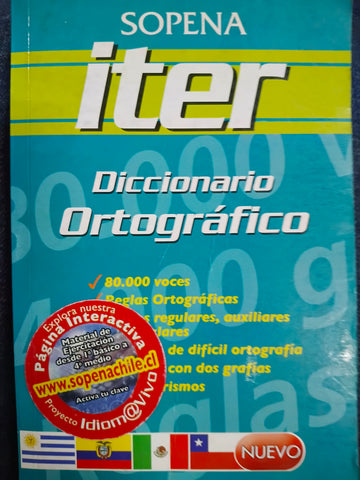 SOPENA
iter
Diccionario
Ortográfico
80.000 voces
Reglas Ortográficas
regulares, auxiliares
de difícil ortografía
con dos grafías
Explora nuestra
Página Interactiva
Material de
Ejercitación
desde 1° básico a
4° medio
www.sopenachile.cl
Activa tu clave
Proyecto Idiom@Vivo
NUEVO